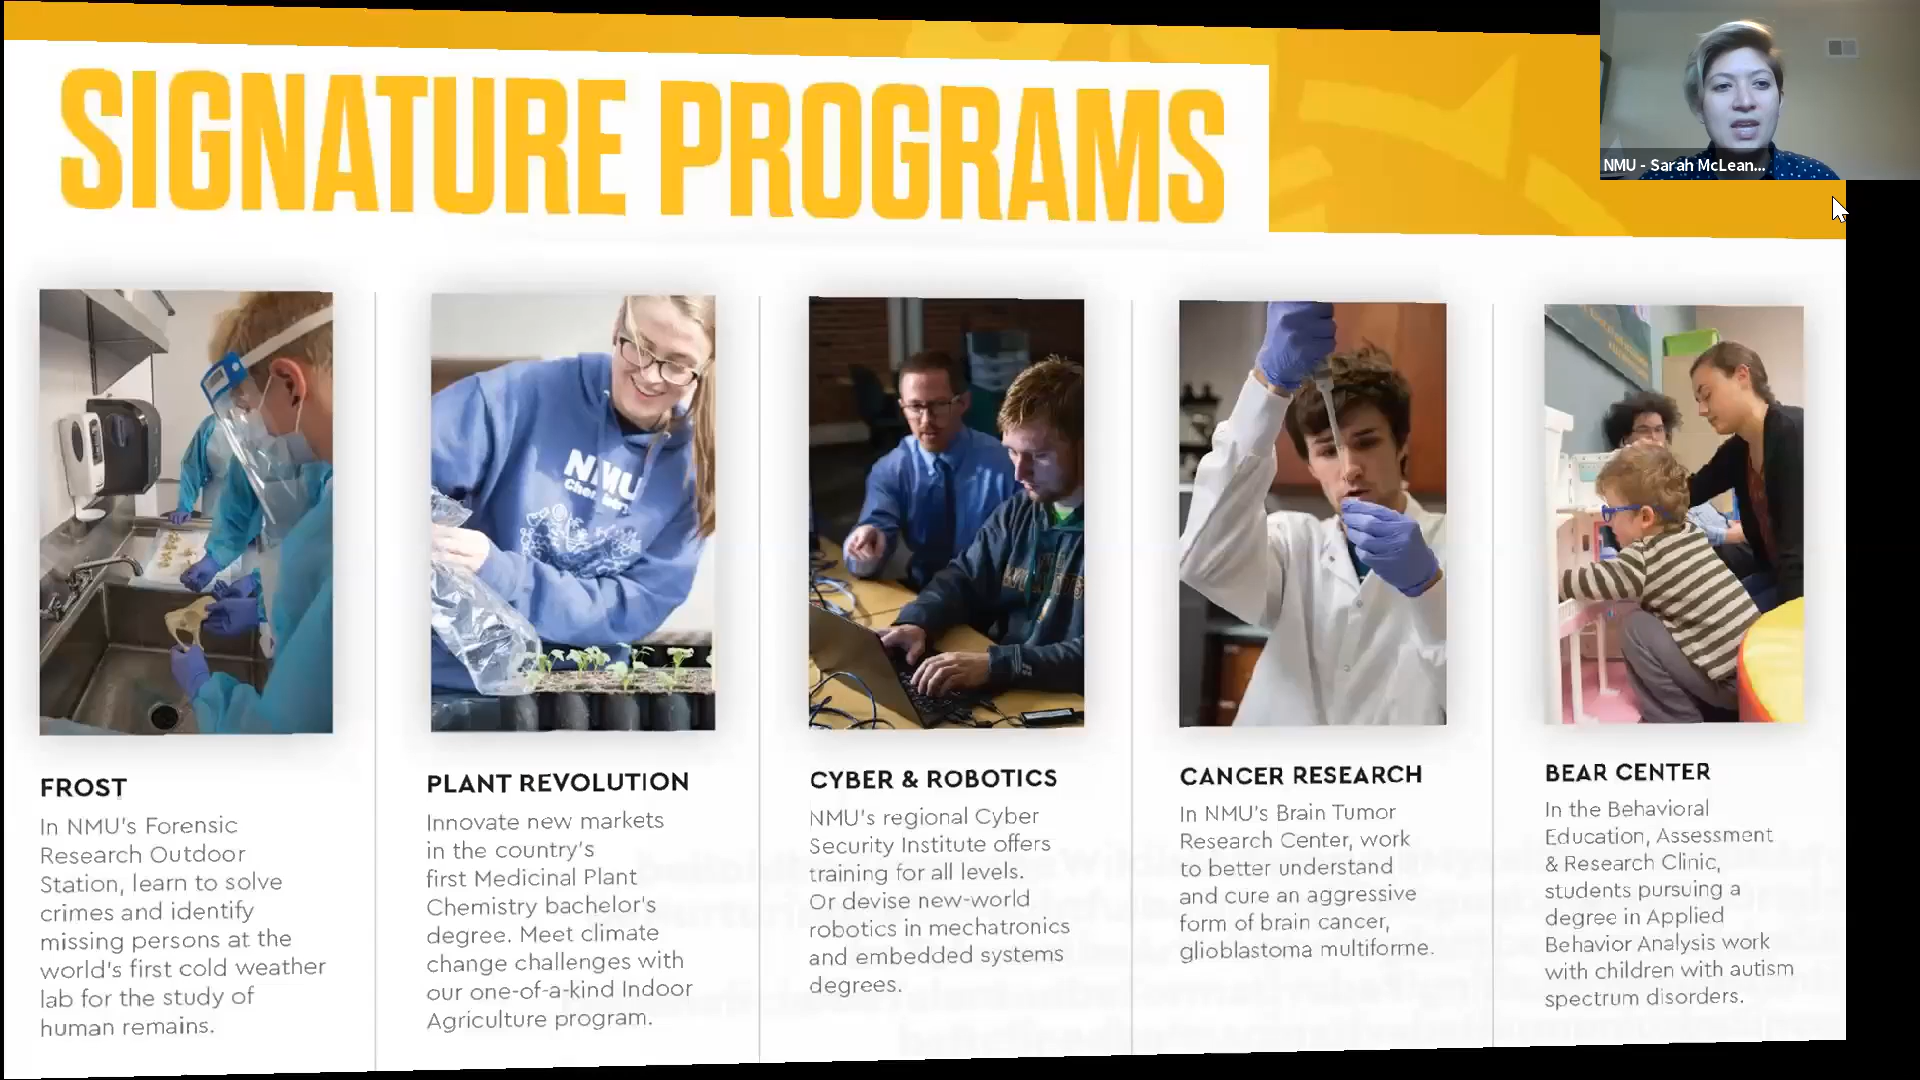 SIGNATURE PROGRAMS
NMU - Sarah McLean...
NMU
FROST
In NMU's Forensic
Research Outdoor
Station, learn to solve
crimes and identify
missing persons at the
world's first cold weather
lab for the study of
human remains.
PLANT REVOLUTION
Innovate new markets
in the country's
first Medicinal Plant
Chemistry bachelor's
degree. Meet climate
change challenges with
our one-of-a-kind Indoor
Agriculture program.
CYBER & ROBOTICS
NMU's regional Cyber
Security Institute offers
training for all levels.
Or devise new-world
robotics in mechatronics
and embedded systems
degrees.
CANCER RESEARCH
In NMU's Brain Tumor
Research Center, work
to better understand
and cure an aggressive
form of brain cancer,
glioblastoma multiforme.
BEAR CENTER
In the Behavioral
Education, Assessment
& Research Clinic,
students pursuing a
degree in Applied
Behavior Analysis work
with children with autism
spectrum disorders.